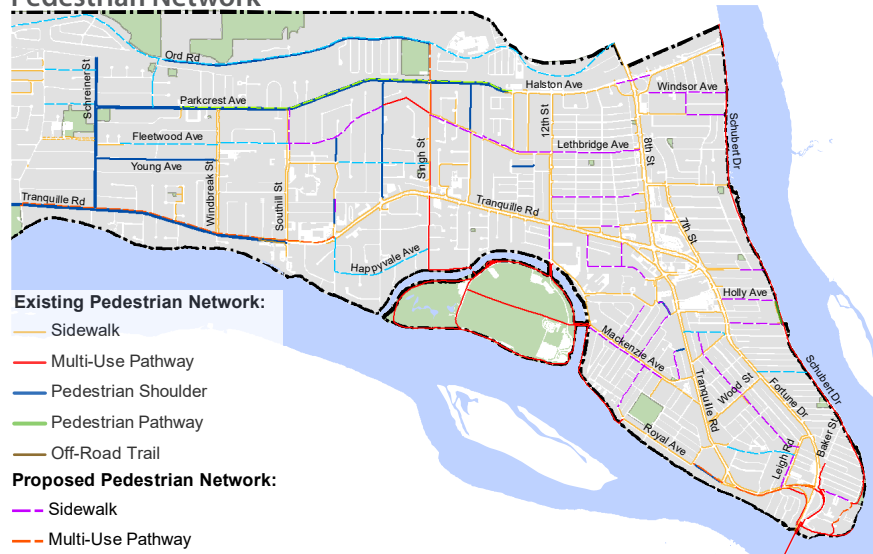 Pedestrian Network
Ord Rd
Schreiner St
Parkcrest Ave
Halston Ave
Windsor Ave
Fleetwood Ave
12th St
Lethbridge Ave
8th St
Schubert Dr
Young Ave
Singh St
Windbreak St
Southill St
Tranquille Rd
Tranquille Rd
7th St
Happyvale Ave
Holly Ave
Existing Pedestrian Network:
Sidewalk
Multi-Use Pathway
Pedestrian Shoulder
Pedestrian Pathway
Off-Road Trail
Proposed Pedestrian Network:
Sidewalk
Multi-Use Pathway
Mackenzie Ave
Schubert Dr
Tranquille Rd
Wood St
Fortune Dr
Royal Ave
Leigh Rd
Baker St